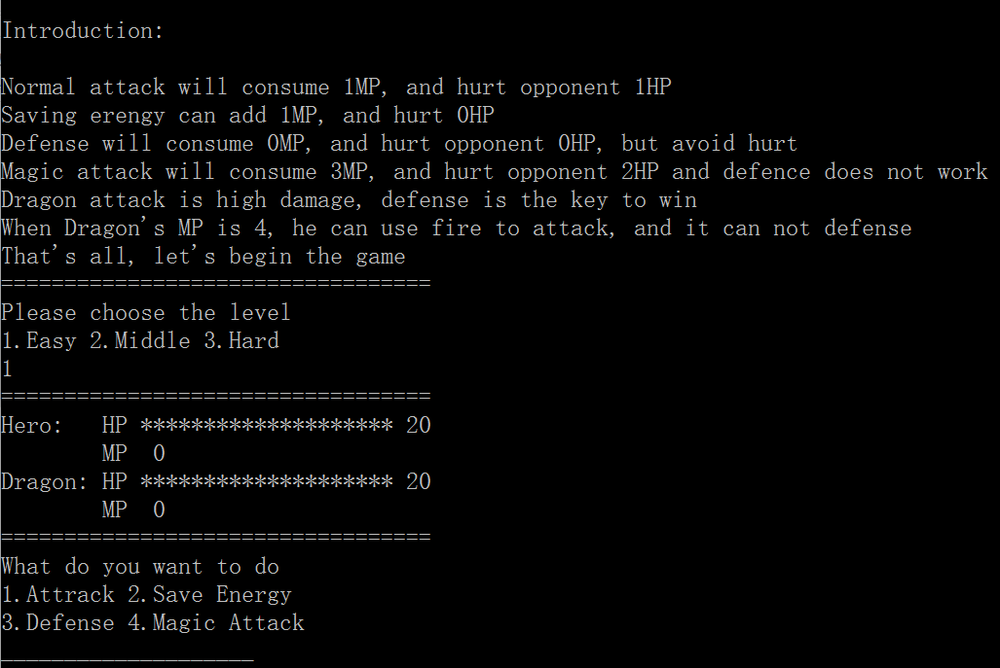 Introduction:
Normal attack will consume 1MP, and hurt opponent 1HP
Saving erengy can add 1MP, and hurt 0HP
Defense will consume 0MP, and hurt opponent 0HP, but avoid hurt
Magic attack will consume 3MP, and hurt opponent 2HP and defence does not work
Dragon attack is high damage, defense is the key to win
When Dragon's MP is 4, he can use fire to attack, and it can not defense
That's all, let's begin the game
==================================
Please choose the level
1.Easy 2.Middle 3.Hard
1
==================================
Hero:   HP ******************** 20
        MP  0
Dragon: HP ******************** 20
        MP  0
==================================
What do you want to do
1.Attrack 2.Save Energy
3.Defense 4.Magic Attack
____________________